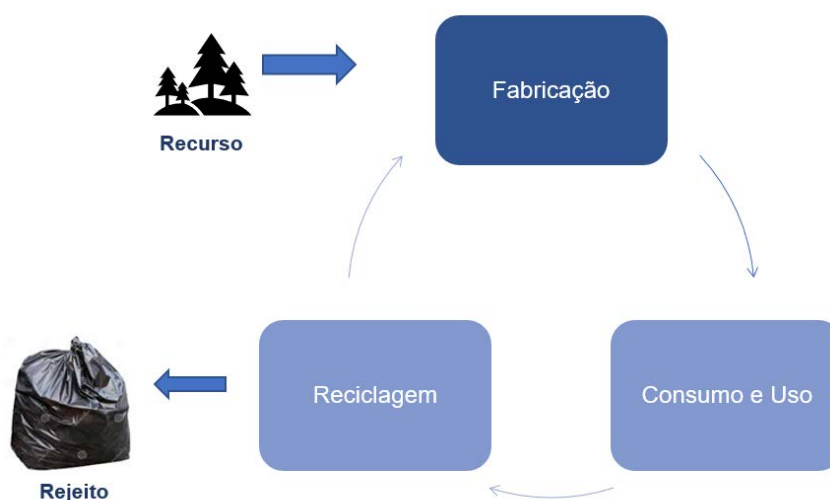 Fabricação
Recurso
Reciclagem
Consumo e Uso
Rejeito